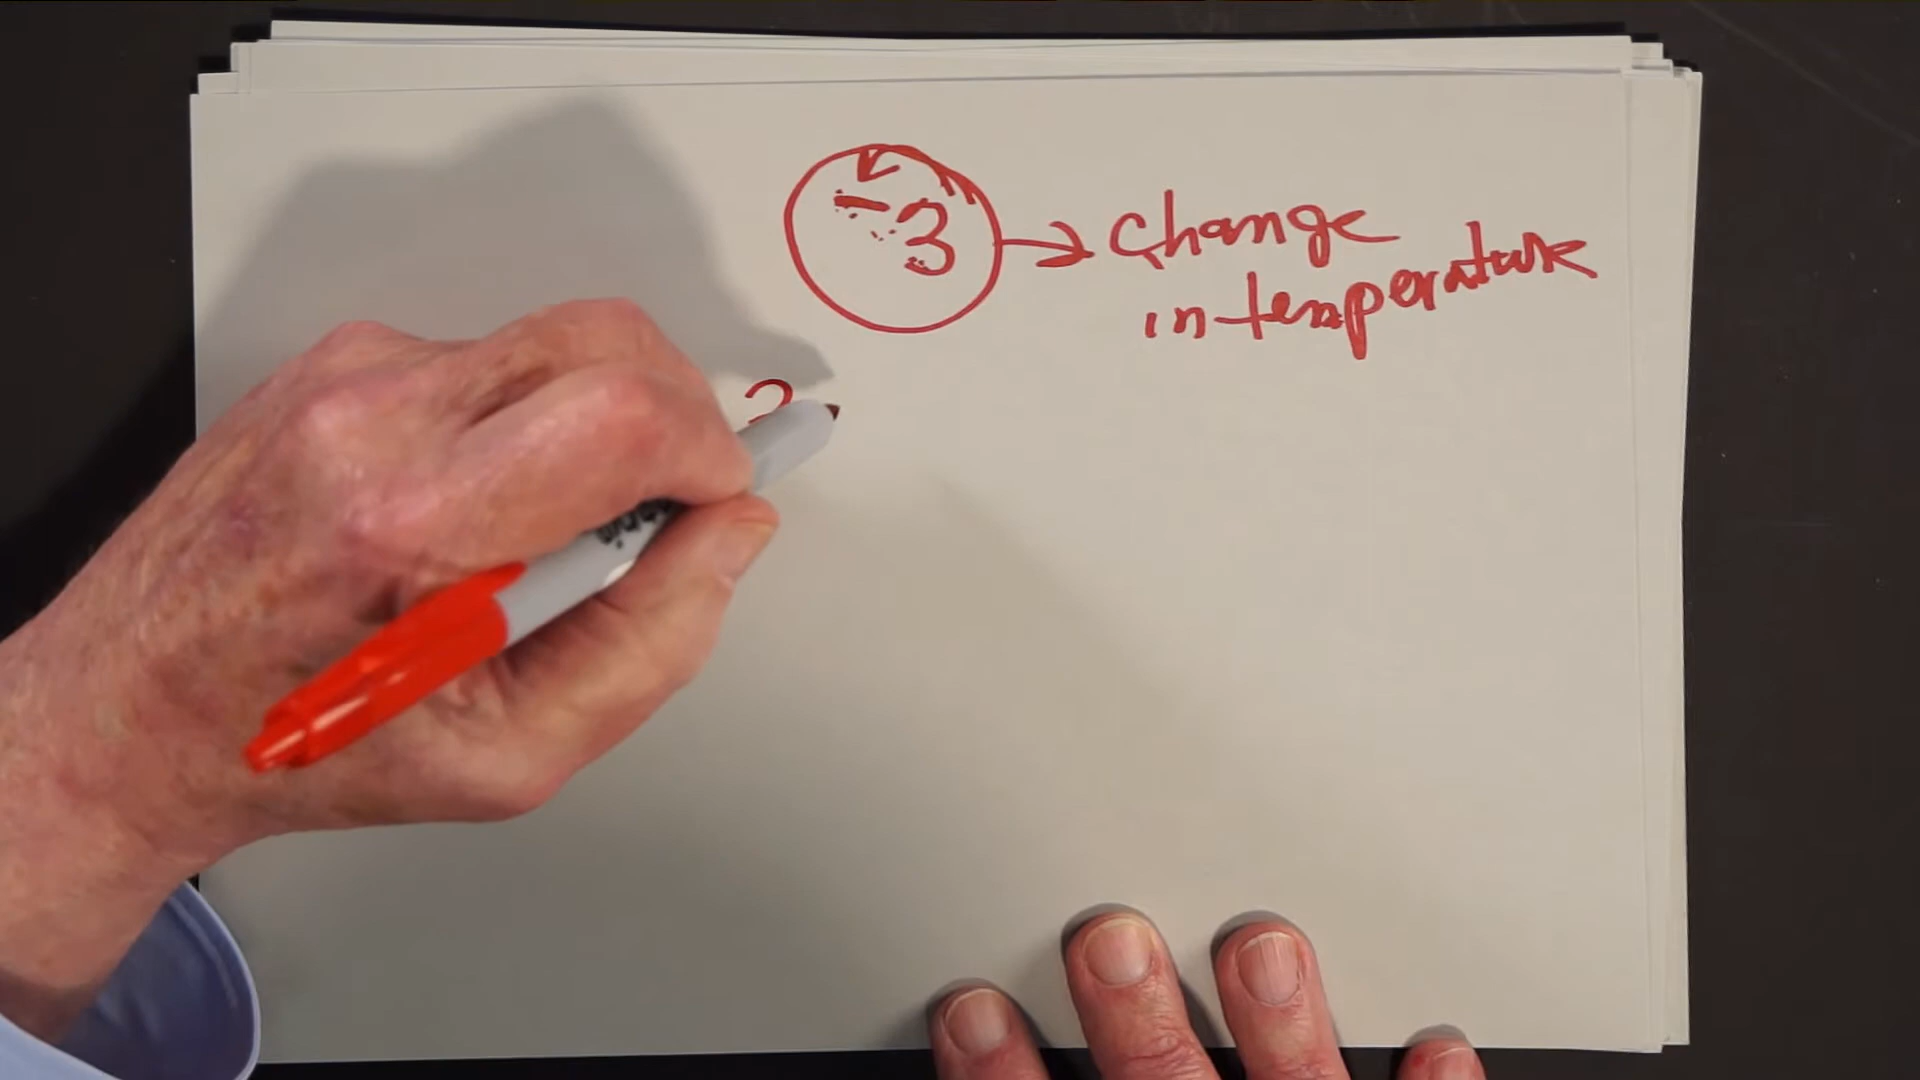 -3 → Change
in temperature